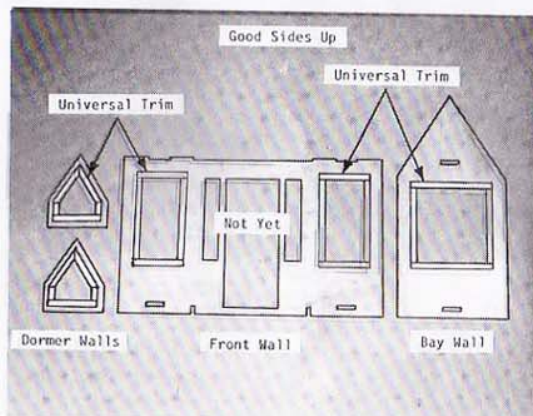 Good Sides Up
Universal Trim
Universal Trim
Not Yet
Dormer Walls
Front Wall
Bay Wall